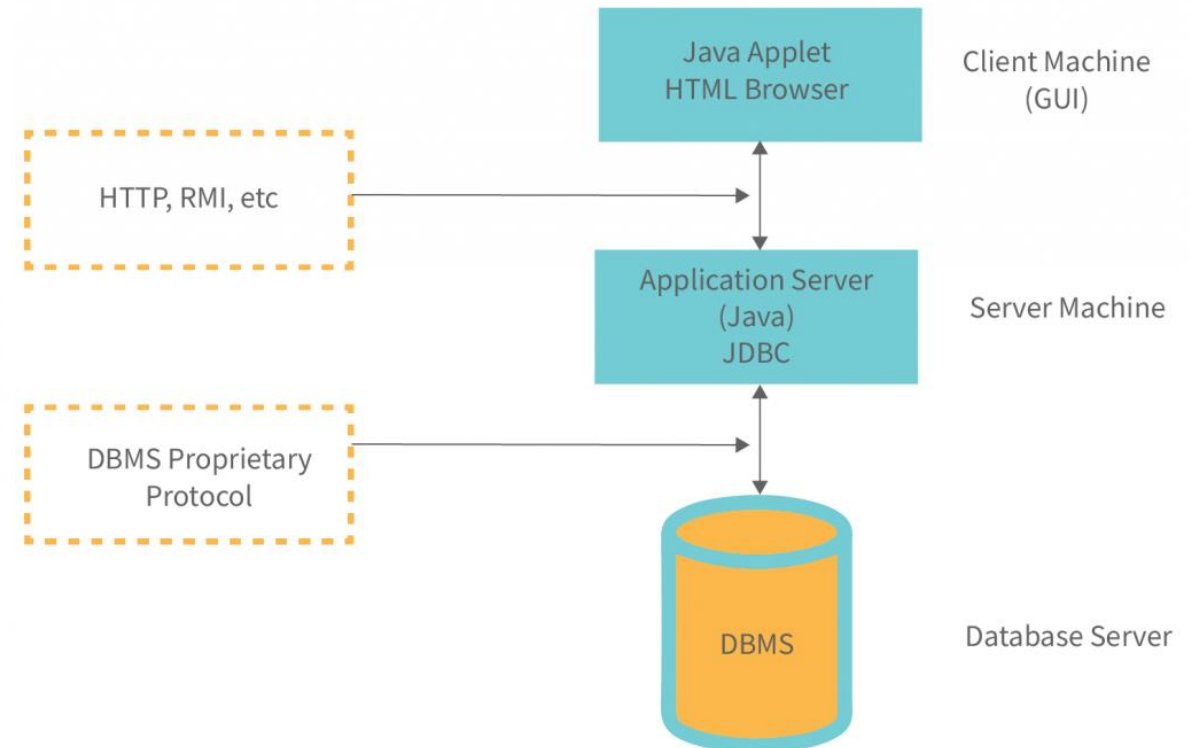 Java Applet
HTML Browser
Client Machine
(GUI)
HTTP, RMI, etc
Application Server
(Java)
JDBC
Server Machine
DBMS Proprietary
Protocol
DBMS
Database Server